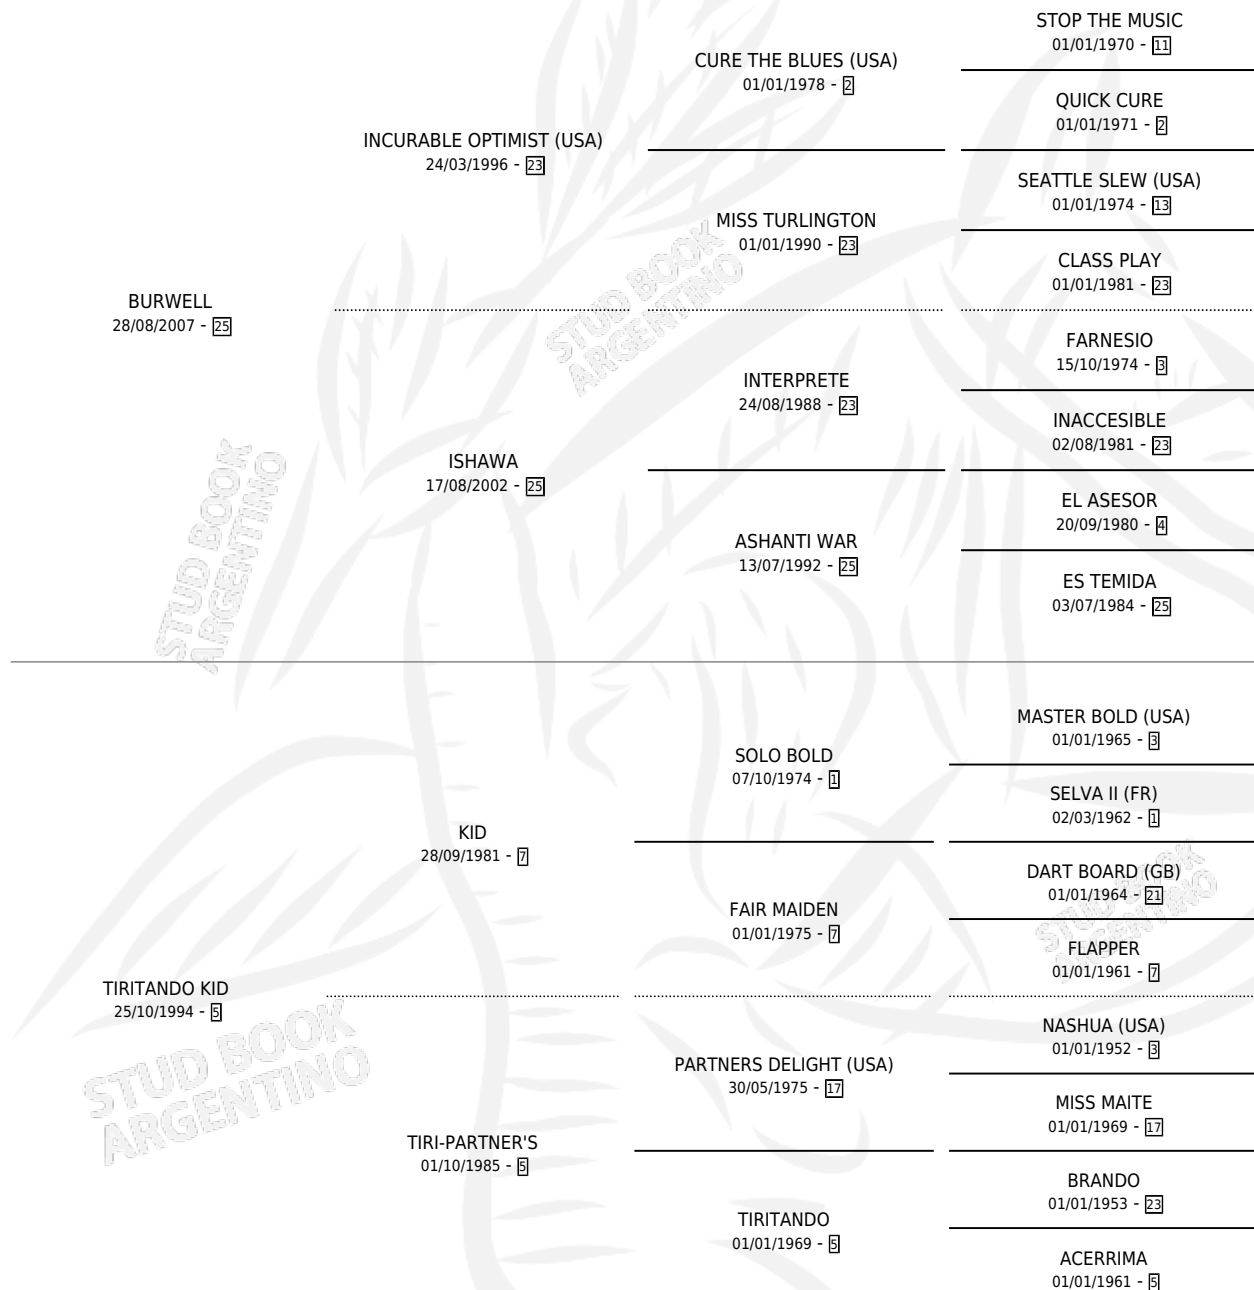 STOP THE MUSIC
01/01/1970 - 11
CURE THE BLUES (USA)
01/01/1978 - 2
QUICK CURE
01/01/1971 - 2
INCURABLE OPTIMIST (USA)
24/03/1996 - 23
SEATTLE SLEW (USA)
01/01/1974 - 13
MISS TURLINGTON
01/01/1990 - 23
CLASS PLAY
01/01/1981 - 23
BURWELL
28/08/2007 - 25
FARNESIO
15/10/1974 - 3
INTERPRETE
24/08/1988 - 23
INACCESIBLE
02/08/1981 - 23
ISHAWA
17/08/2002 - 25
EL ASESOR
20/09/1980 - 4
ASHANTI WAR
13/07/1992 - 25
ES TEMIDA
03/07/1984 - 25
STUD BOOK
ARGENTINO
STUD BOOK
ARGENTINO
MASTER BOLD (USA)
01/01/1965 - 3
SOLO BOLD
07/10/1974 - 1
SELVA II (FR)
02/03/1962 - 1
KID
28/09/1981 - 7
DART BOARD (GB)
01/01/1964 - 21
FAIR MAIDEN
01/01/1975 - 7
FLAPPER
01/01/1961 - 7
TIRITANDO KID
25/10/1994 - 5
NASHUA (USA)
01/01/1952 - 3
PARTNERS DELIGHT (USA)
30/05/1975 - 17
MISS MAITE
01/01/1969 - 17
TIRI-PARTNER'S
01/10/1985 - 5
BRANDO
01/01/1953 - 23
TIRITANDO
01/01/1969 - 5
ACERRIMA
01/01/1961 - 5
STUD BOOK
ARGENTINO
STUD BOOK
ARGENTINO